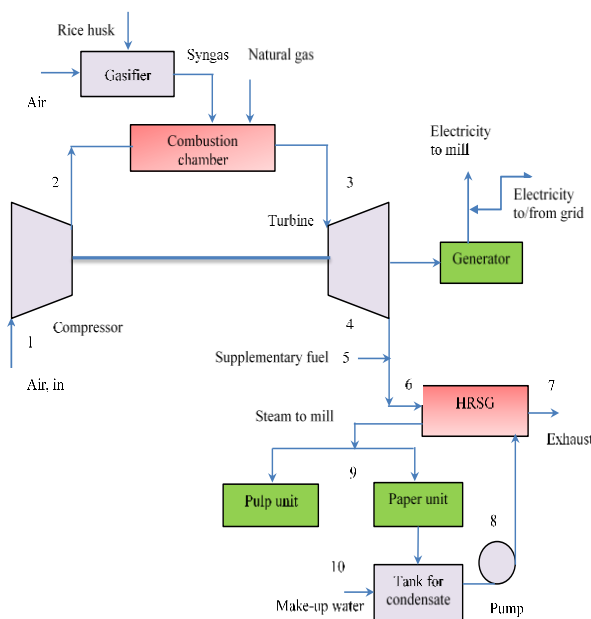 Rice husk
Syngas
Natural gas
Gasifier
Air
Combustion
chamber
Electricity
to mill
2
3
Electricity
to/from grid
Turbine
Generator
Compressor
4
1
Supplementary fuel
5
Air, in
6
7
HRSG
Steam to mill
Exhaust
9
Pulp unit
Paper unit
8
10
Tank for
condensate
Make-up water
Pump